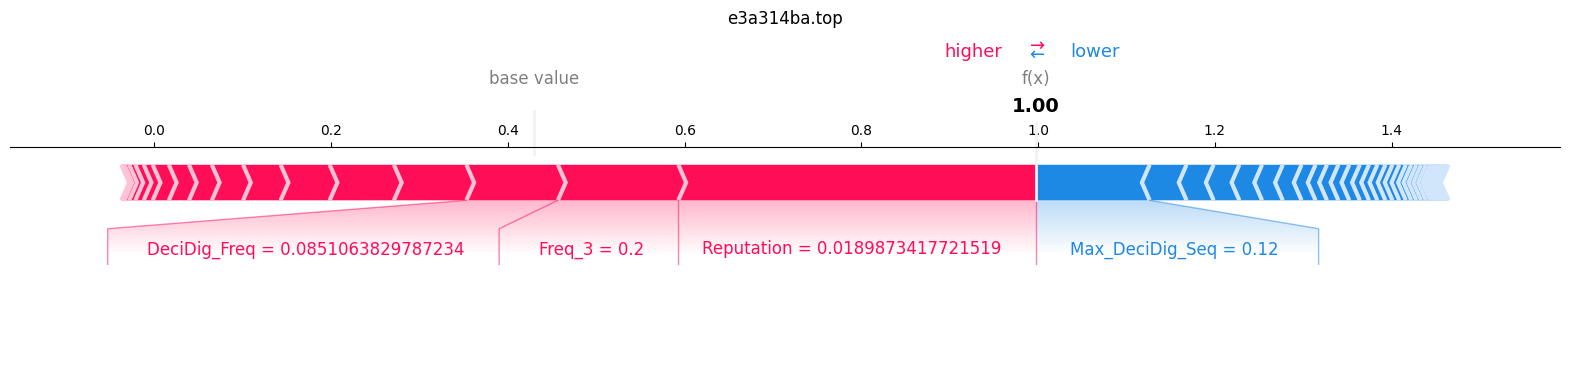 e3a314ba.top
higher ⇄ lower
base value f(x)
1.00
0.0 0.2 0.4 0.6 0.8 1.0 1.2 1.4
DeciDig_Freq = 0.0851063829787234 Freq_3 = 0.2 Reputation = 0.0189873417721519 Max_DeciDig_Seq = 0.12